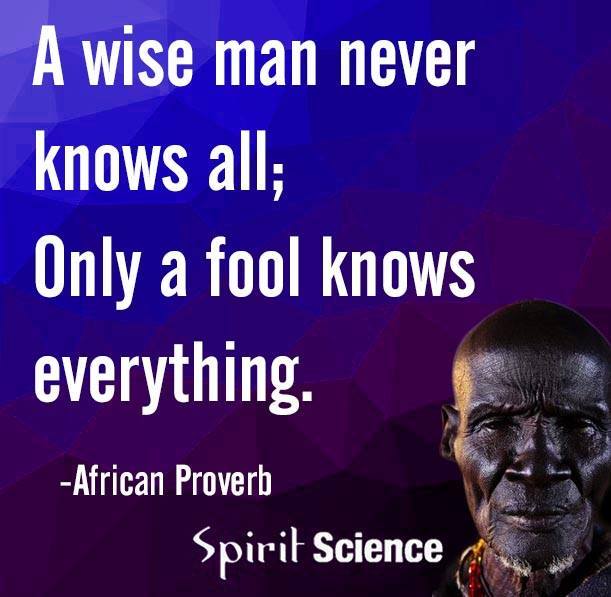 A wise man never
knows all;
Only a fool knows
everything.
-African Proverb
Spirit Science